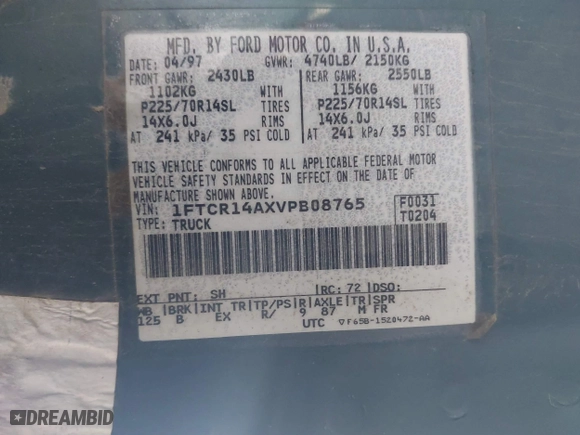 MFD. BY FORD MOTOR CO. IN U.S.A.
DATE: 04/97 GVWR: 4740LB/ 2150KG
FRONT GAWR: 2430LB REAR GAWR: 2550LB
1102KG WITH 1156KG WITH
P225/70R14SL TIRES P225/70R14SL TIRES
14X6.0J RIMS 14X6.0J RIMS
AT 241 kPa/ 35 PSI COLD AT 241 kPa/ 35 PSI COLD
THIS VEHICLE CONFORMS TO ALL APPLICABLE FEDERAL MOTOR
VEHICLE SAFETY STANDARDS IN EFFECT ON THE DATE OF
MANUFACTURE SHOWN ABOVE.
VIN: 1FTCR14AXVPB08765 F0031
TYPE: TRUCK T0204
EXT PNT: SH RC: 72 DSO:
WB BRK INT TR TP/PS R AXLE TR SPR
125 B EX R/ 9 87 M FR
UTC ▽F65B-1520472-AA
DREAMBID